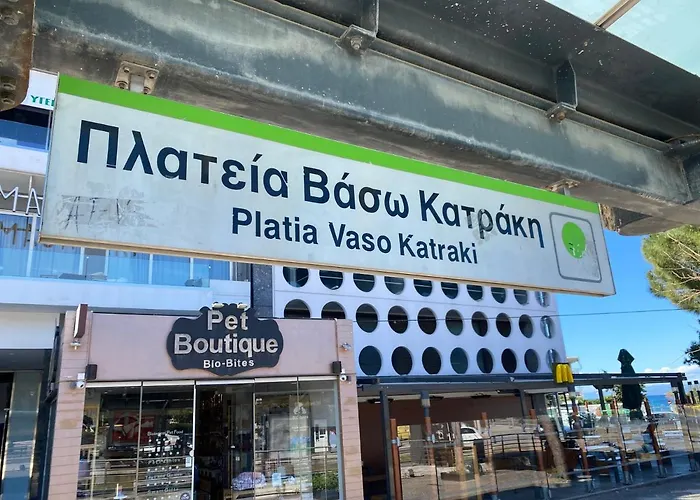 Πλατεία Βάσω Κατράκη
Platia Vaso Katraki
Pet
Boutique
Bio-Bites